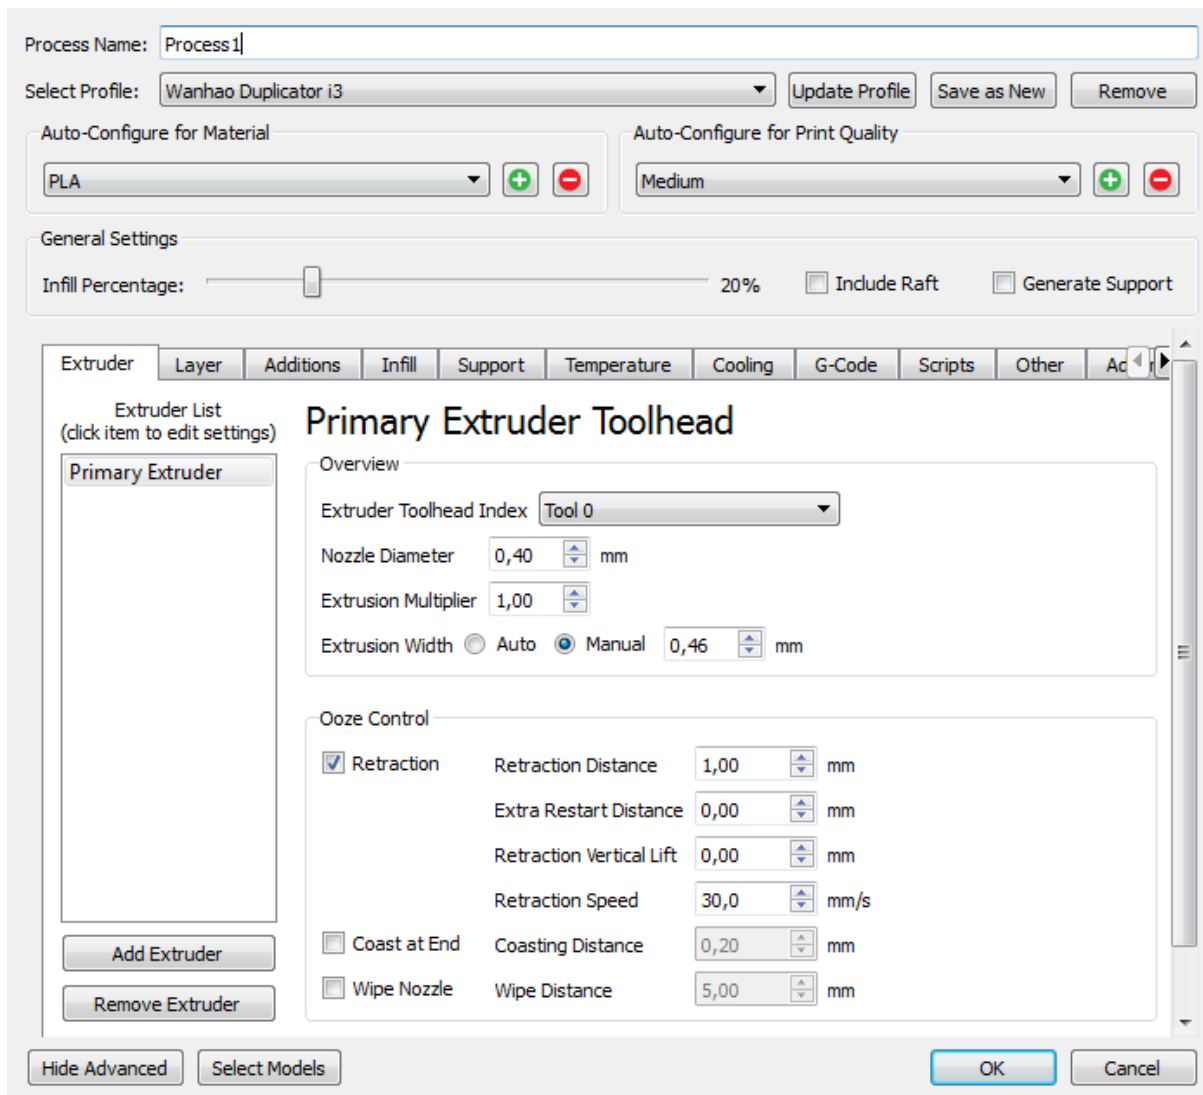 Process Name: Process1
Select Profile: Wanhao Duplicator i3 Update Profile Save as New Remove
Auto-Configure for Material Auto-Configure for Print Quality
PLA Medium
General Settings
Infill Percentage: 20% Include Raft Generate Support
Extruder Layer Additions Infill Support Temperature Cooling G-Code Scripts Other
Extruder List
(click item to edit settings)
Primary Extruder
Primary Extruder Toolhead
Overview
Extruder Toolhead Index Tool 0
Nozzle Diameter 0,40 mm
Extrusion Multiplier 1,00
Extrusion Width Auto Manual 0,46 mm
Ooze Control
Retraction Retraction Distance 1,00 mm
Extra Restart Distance 0,00 mm
Retraction Vertical Lift 0,00 mm
Retraction Speed 30,0 mm/s
Coast at End Coasting Distance 0,20 mm
Wipe Nozzle Wipe Distance 5,00 mm
Add Extruder
Remove Extruder
Hide Advanced Select Models OK Cancel